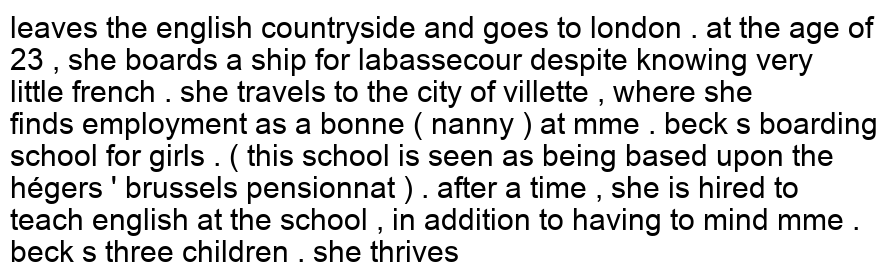 leaves the english countryside and goes to london . at the age of
23 , she boards a ship for labassecour despite knowing very
little french . she travels to the city of villette , where she
finds employment as a bonne ( nanny ) at mme . beck s boarding
school for girls . ( this school is seen as being based upon the
hégers ' brussels pensionnat ) . after a time , she is hired to
teach english at the school , in addition to having to mind mme .
beck s three children . she thrives